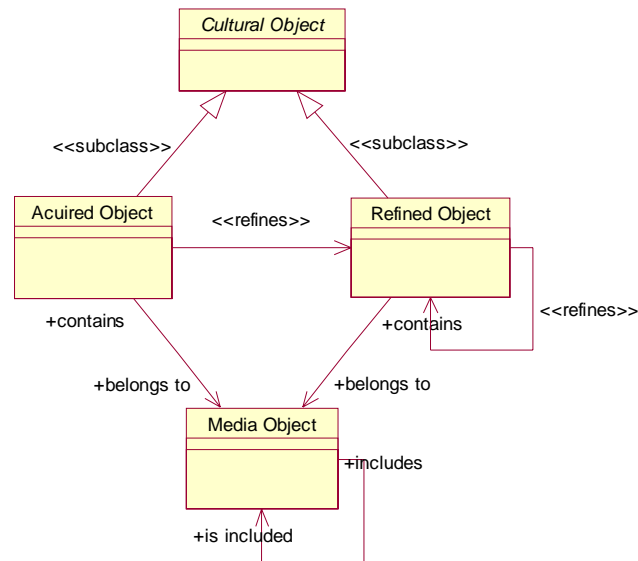 Cultural Object
<<subclass>>
<<subclass>>
Acuired Object
<<refines>>
Refined Object
+contains
+contains
<<refines>>
+belongs to
+belongs to
Media Object
+includes
+is included